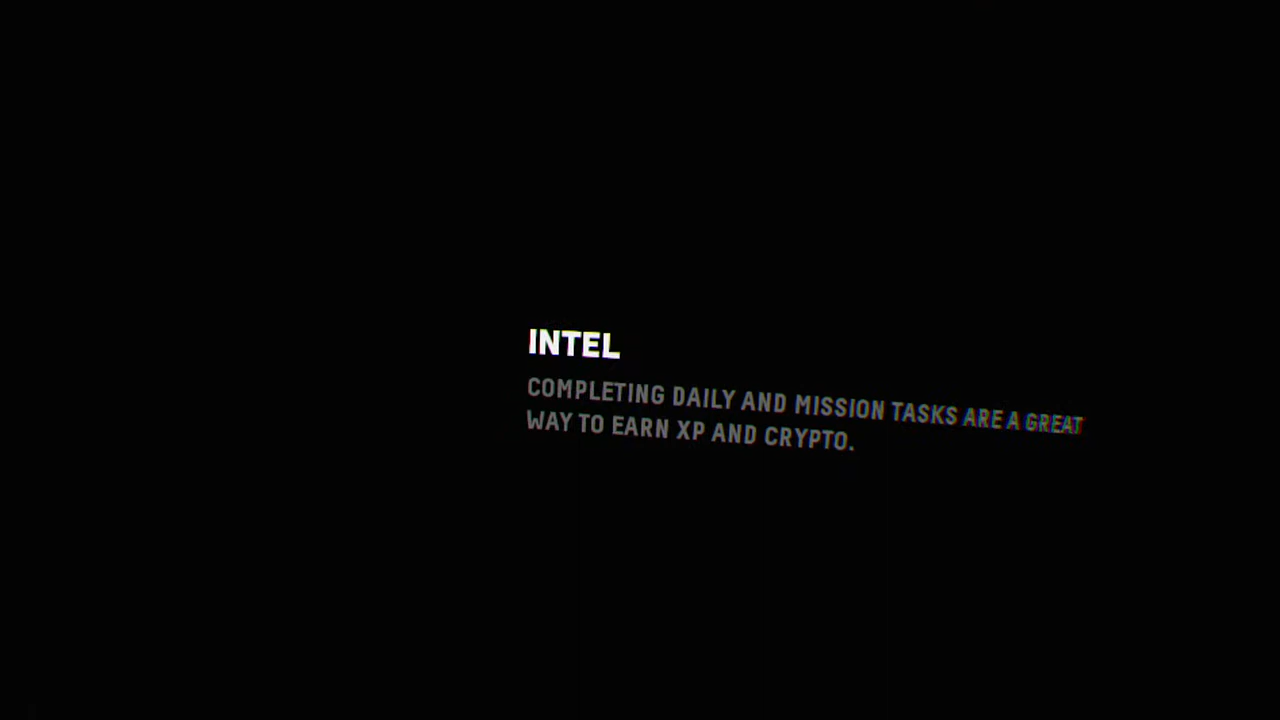 INTEL
COMPLETING DAILY AND MISSION TASKS ARE A GREAT
WAY TO EARN XP AND CRYPTO.